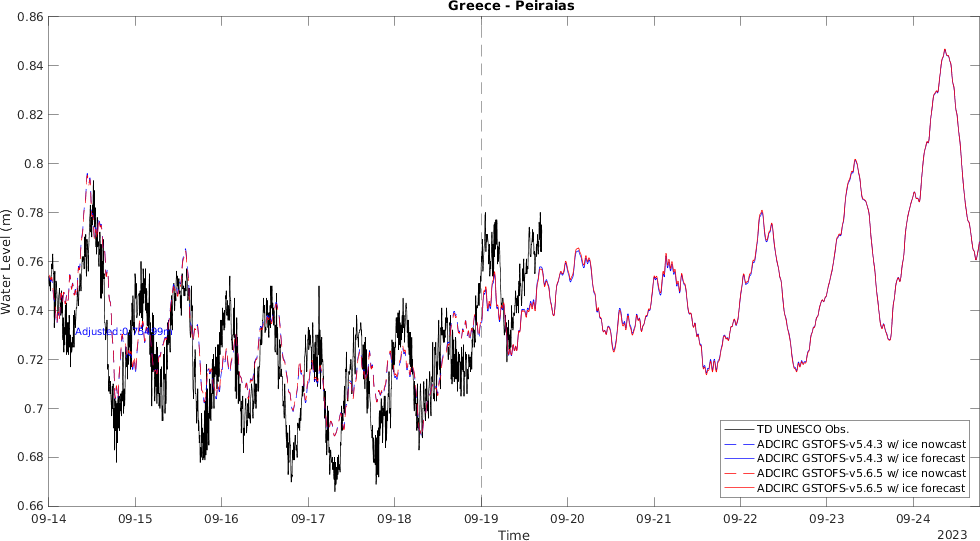 Greece - Peiraias
0.86
0.84
0.82
0.8
0.78
0.76
0.74
0.72
0.7
0.68
0.66
Water Level (m)
TD UNESCO Obs.
ADCIRC GSTOFS-v5.4.3 w/ ice nowcast
ADCIRC GSTOFS-v5.4.3 w/ ice forecast
ADCIRC GSTOFS-v5.6.5 w/ ice nowcast
ADCIRC GSTOFS-v5.6.5 w/ ice forecast
09-14 09-15 09-16 09-17 09-18 09-19 09-20 09-21 09-22 09-23 09-24
Time
2023